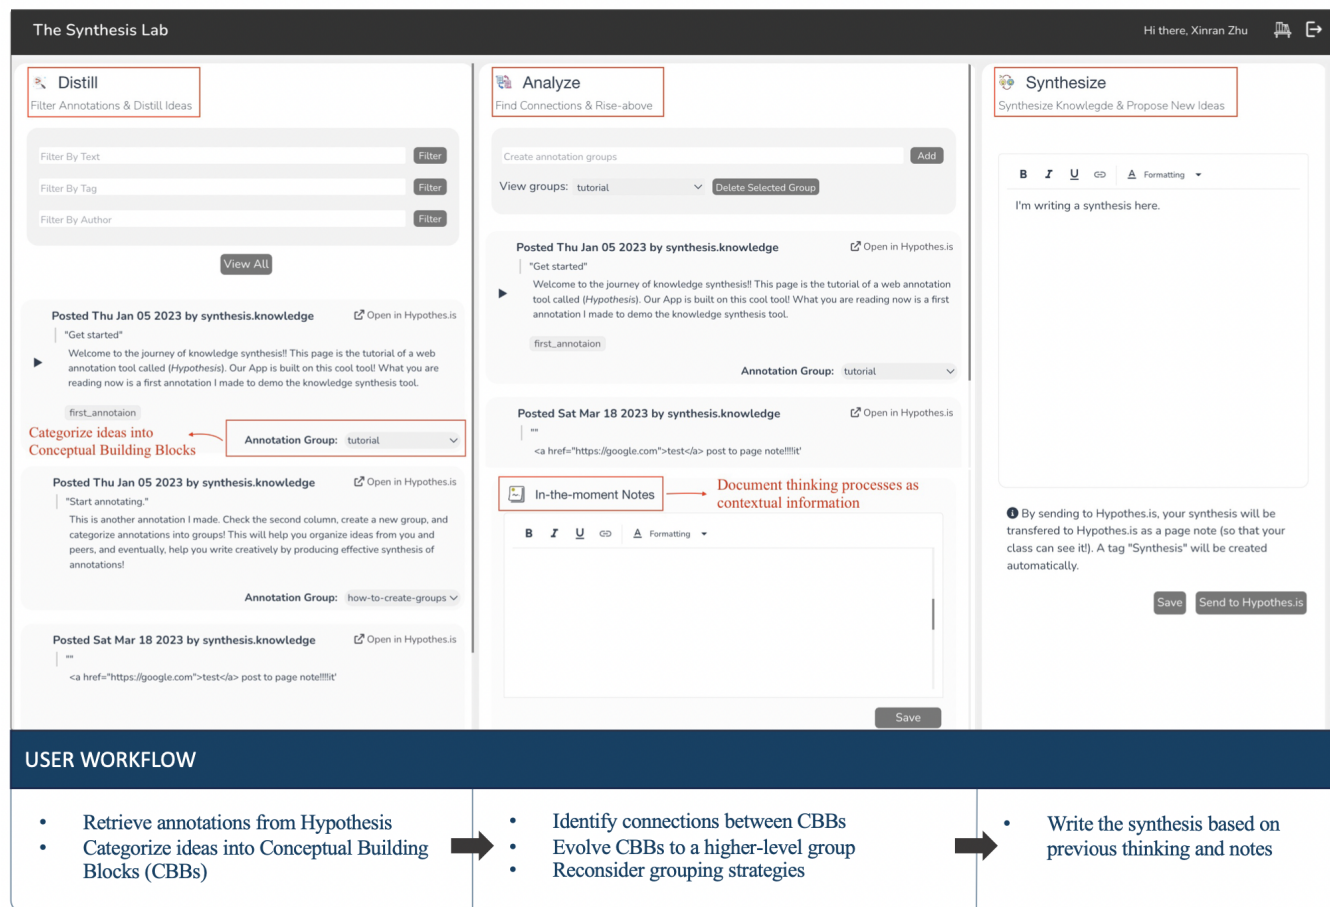 The Synthesis Lab
Hi there, Xinran Zhu
Distill
Filter Annotations & Distill Ideas
Filter By Text
Filter
Filter By Tag
Filter
Filter By Author
Filter
View All
Posted Thu Jan 05 2023 by synthesis.knowledge
Open in Hypothes.is
"Get started"
Welcome to the journey of knowledge synthesis!! This page is the tutorial of a web
annotation tool called (Hypothesis). Our App is built on this cool tool! What you are
reading now is a first annotation I made to demo the knowledge synthesis tool.
first_annotaion
Categorize ideas into
Conceptual Building Blocks
Annotation Group: tutorial
Posted Thu Jan 05 2023 by synthesis.knowledge
Open in Hypothes.is
"Start annotating."
This is another annotation I made. Check the second column, create a new group, and
categorize annotations into groups! This will help you organize ideas from you and
peers, and eventually, help you write creatively by producing effective synthesis of
annotations!
Annotation Group: how-to-create-groups
Posted Sat Mar 18 2023 by synthesis.knowledge
Open in Hypothes.is
""
<a href="https://google.com">test</a> post to page note!!!!it'
Analyze
Find Connections & Rise-above
Create annotation groups
Add
View groups: tutorial
Delete Selected Group
Posted Thu Jan 05 2023 by synthesis.knowledge
Open in Hypothes.is
"Get started"
Welcome to the journey of knowledge synthesis!! This page is the tutorial of a web annotation
tool called (Hypothesis). Our App is built on this cool tool! What you are reading now is a first
annotation I made to demo the knowledge synthesis tool.
first_annotaion
Annotation Group: tutorial
Posted Sat Mar 18 2023 by synthesis.knowledge
Open in Hypothes.is
""
<a href="https://google.com">test</a> post to page note!!!!it'
In-the-moment Notes
Document thinking processes as
contextual information
B I U A Formatting
Save
Synthesize
Synthesize Knowlegde & Propose New Ideas
B I U A Formatting
I'm writing a synthesis here.
By sending to Hypothes.is, your synthesis will be
transfered to Hypothes.is as a page note (so that your
class can see it!). A tag "Synthesis" will be created
automatically.
Save
Send to Hypothes.is
USER WORKFLOW
• Retrieve annotations from Hypothesis
• Categorize ideas into Conceptual Building
Blocks (CBBs)
• Identify connections between CBBs
• Evolve CBBs to a higher-level group
• Reconsider grouping strategies
• Write the synthesis based on
previous thinking and notes